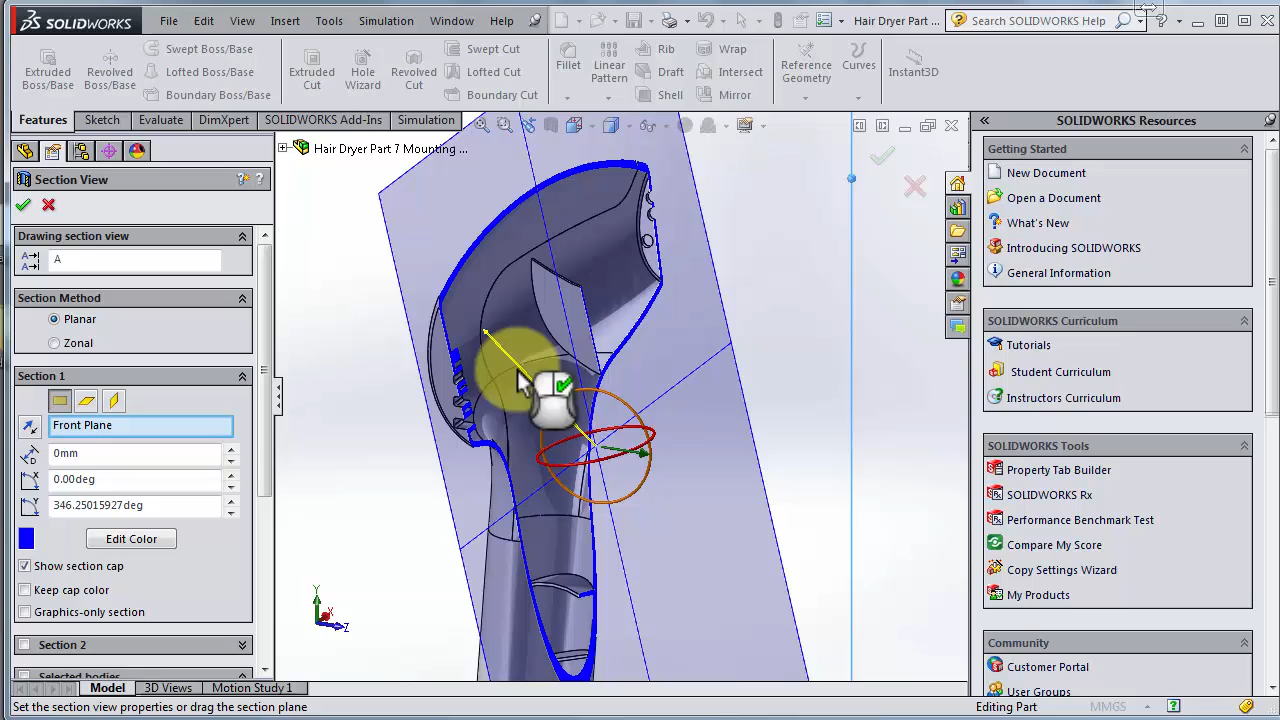 SOLIDWORKS File Edit View Insert Tools Simulation Window Help Hair Dryer Part ... Search SOLIDWORKS Help
Extruded Boss/Base
Revolved Boss/Base
Swept Boss/Base
Lofted Boss/Base
Boundary Boss/Base
Extruded Cut
Hole Wizard
Revolved Cut
Swept Cut
Lofted Cut
Boundary Cut
Fillet
Linear Pattern
Rib
Draft
Shell
Wrap
Intersect
Mirror
Reference Geometry
Curves
Instant3D
Features Sketch Evaluate DimXpert SOLIDWORKS Add-Ins Simulation
Hair Dryer Part 7 Mounting ...
Section View
Drawing section view
A
Section Method
Planar
Zonal
Section 1
Front Plane
0mm
0.00deg
346.25015927deg
Edit Color
Show section cap
Keep cap color
Graphics-only section
Section 2
Selected bodies
Y
X
Z
SOLIDWORKS Resources
Getting Started
New Document
Open a Document
What's New
Introducing SOLIDWORKS
General Information
SOLIDWORKS Curriculum
Tutorials
Student Curriculum
Instructors Curriculum
SOLIDWORKS Tools
Property Tab Builder
SOLIDWORKS Rx
Performance Benchmark Test
Compare My Score
Copy Settings Wizard
My Products
Community
Customer Portal
User Groups
Model 3D Views Motion Study 1
Set the section view properties or drag the section plane
Editing Part
MMGS